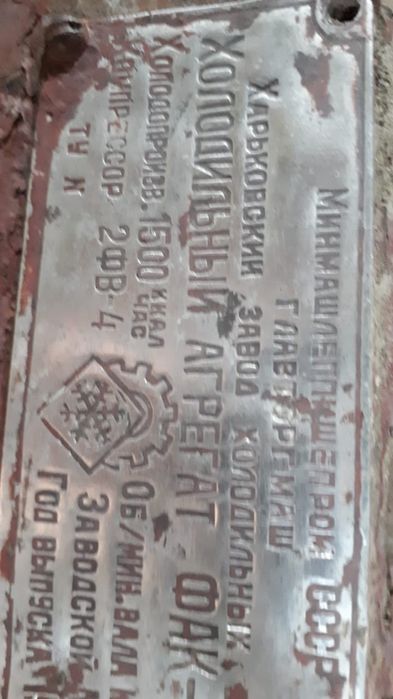 МИНМАШЛЕГПИЩЕПРОМ СССР
ГЛАВТОРГМАШ
ХАРЬКОВСКИЙ ЗАВОД ХОЛОДИЛЬНЫХ
ХОЛОДИЛЬНЫЙ АГРЕГАТ ФАК-
ХОЛОДОПРОИЗВ. 1500 ККАЛ ЧАС ОБ/МИН. ВАЛА
КОМПРЕССОР 2ФВ-4 ЗАВОДСКОЙ
ТУ N ГОД ВЫПУСКА